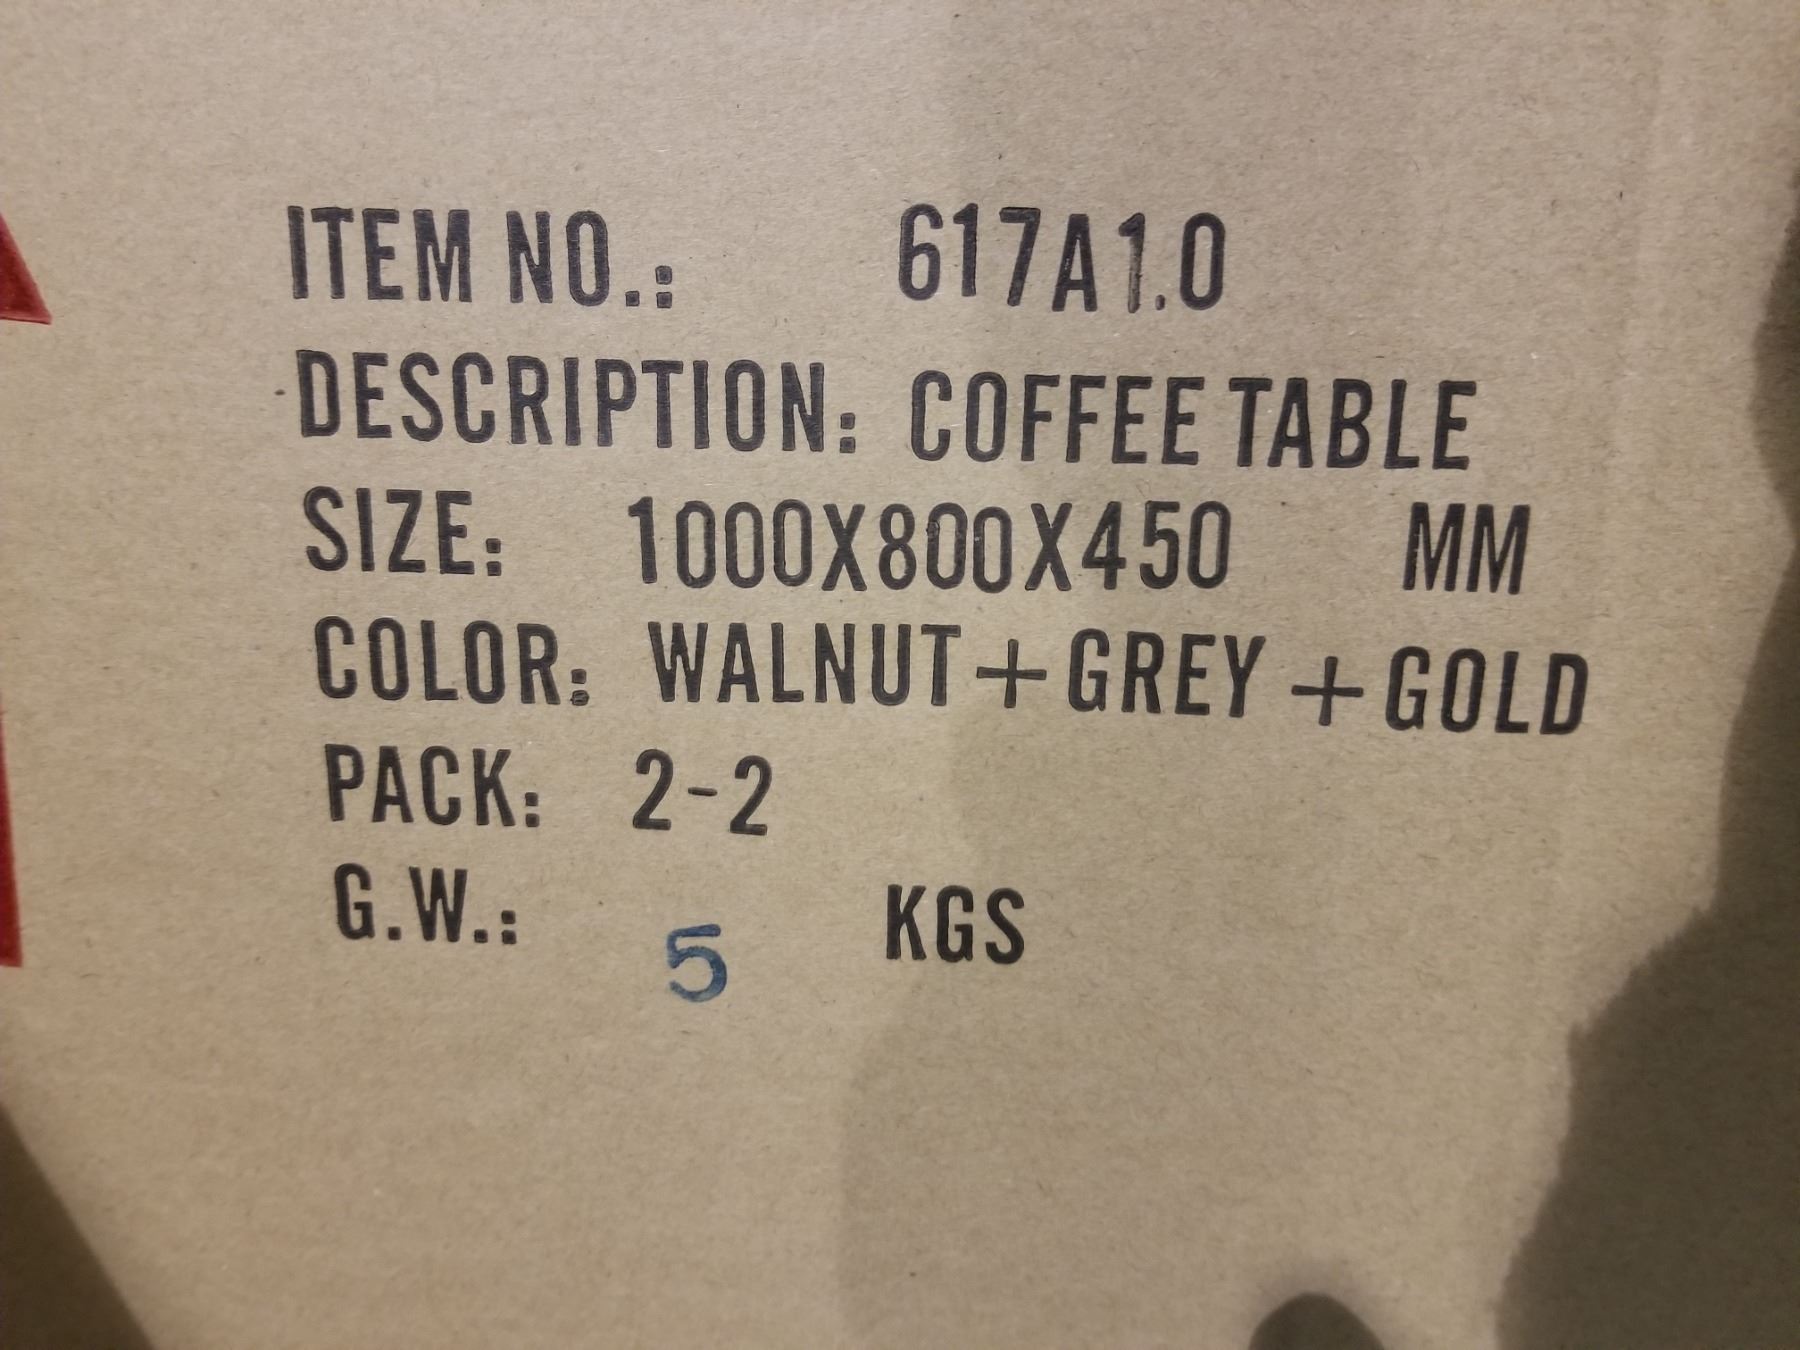 ITEM NO.: 617A1.0
DESCRIPTION: COFFEE TABLE
SIZE: 1000X800X450 MM
COLOR: WALNUT+GREY+GOLD
PACK: 2-2
G.W.: 5 KGS